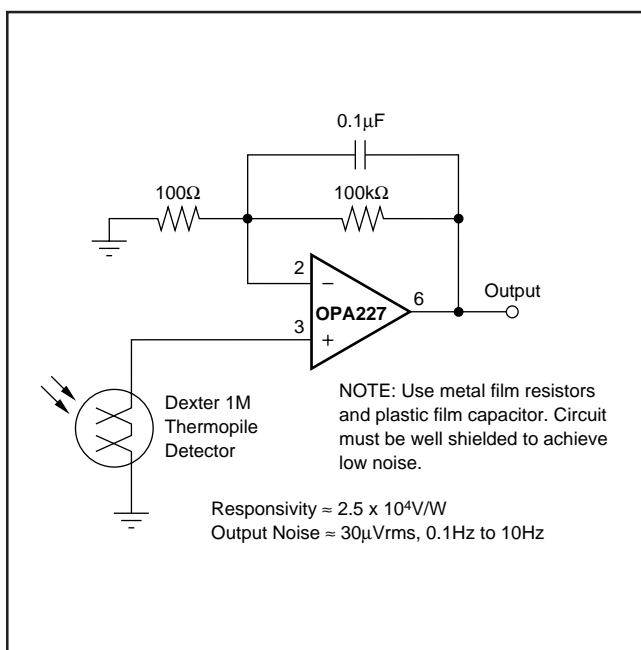 0.1µF
100Ω
100kΩ
2
–
6
Output
OPA227
3
+
Dexter 1M
Thermopile
Detector
NOTE: Use metal film resistors
and plastic film capacitor. Circuit
must be well shielded to achieve
low noise.
Responsivity ≈ 2.5 x 10⁴V/W
Output Noise ≈ 30µVrms, 0.1Hz to 10Hz